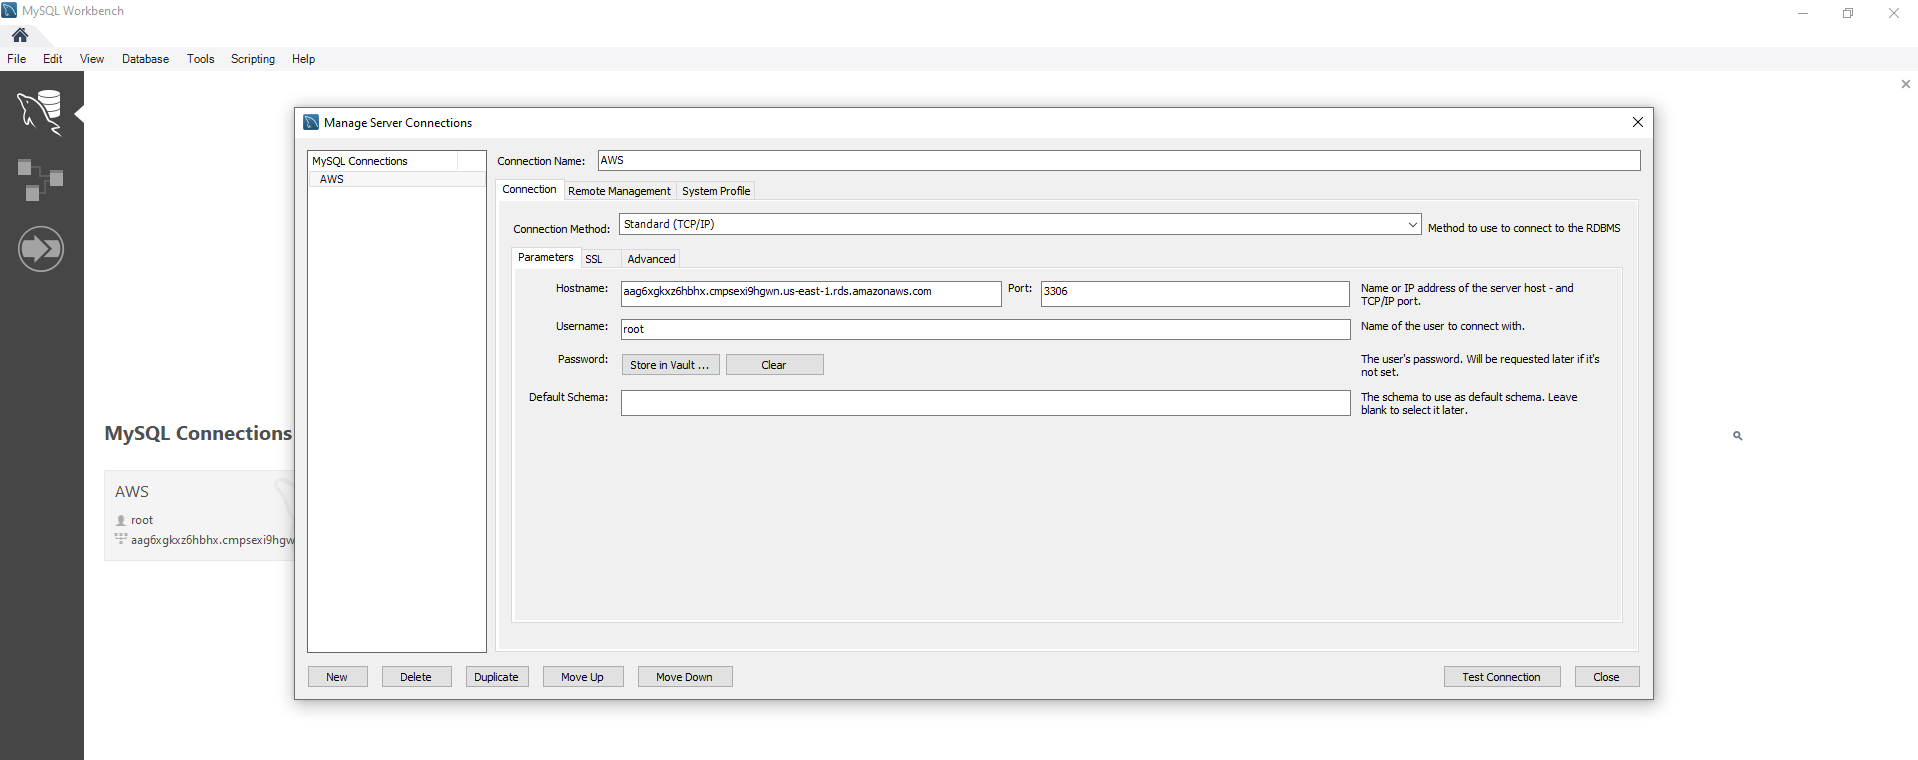 MySQL Workbench
File Edit View Database Tools Scripting Help
Manage Server Connections
MySQL Connections
AWS
Connection Name: AWS
Connection Remote Management System Profile
Connection Method: Standard (TCP/IP) Method to use to connect to the RDBMS
Parameters SSL Advanced
Hostname: aag6xgkxz6hbhx.cmpsexi9hgwn.us-east-1.rds.amazonaws.com Port: 3306 Name or IP address of the server host - and
TCP/IP port.
Username: root Name of the user to connect with.
Password: Store in Vault ... Clear The user's password. Will be requested later if it's
not set.
Default Schema: The schema to use as default schema. Leave
blank to select it later.
New Delete Duplicate Move Up Move Down Test Connection Close
MySQL Connections
AWS
root
aag6xgkxz6hbhx.cmpsexi9hgw